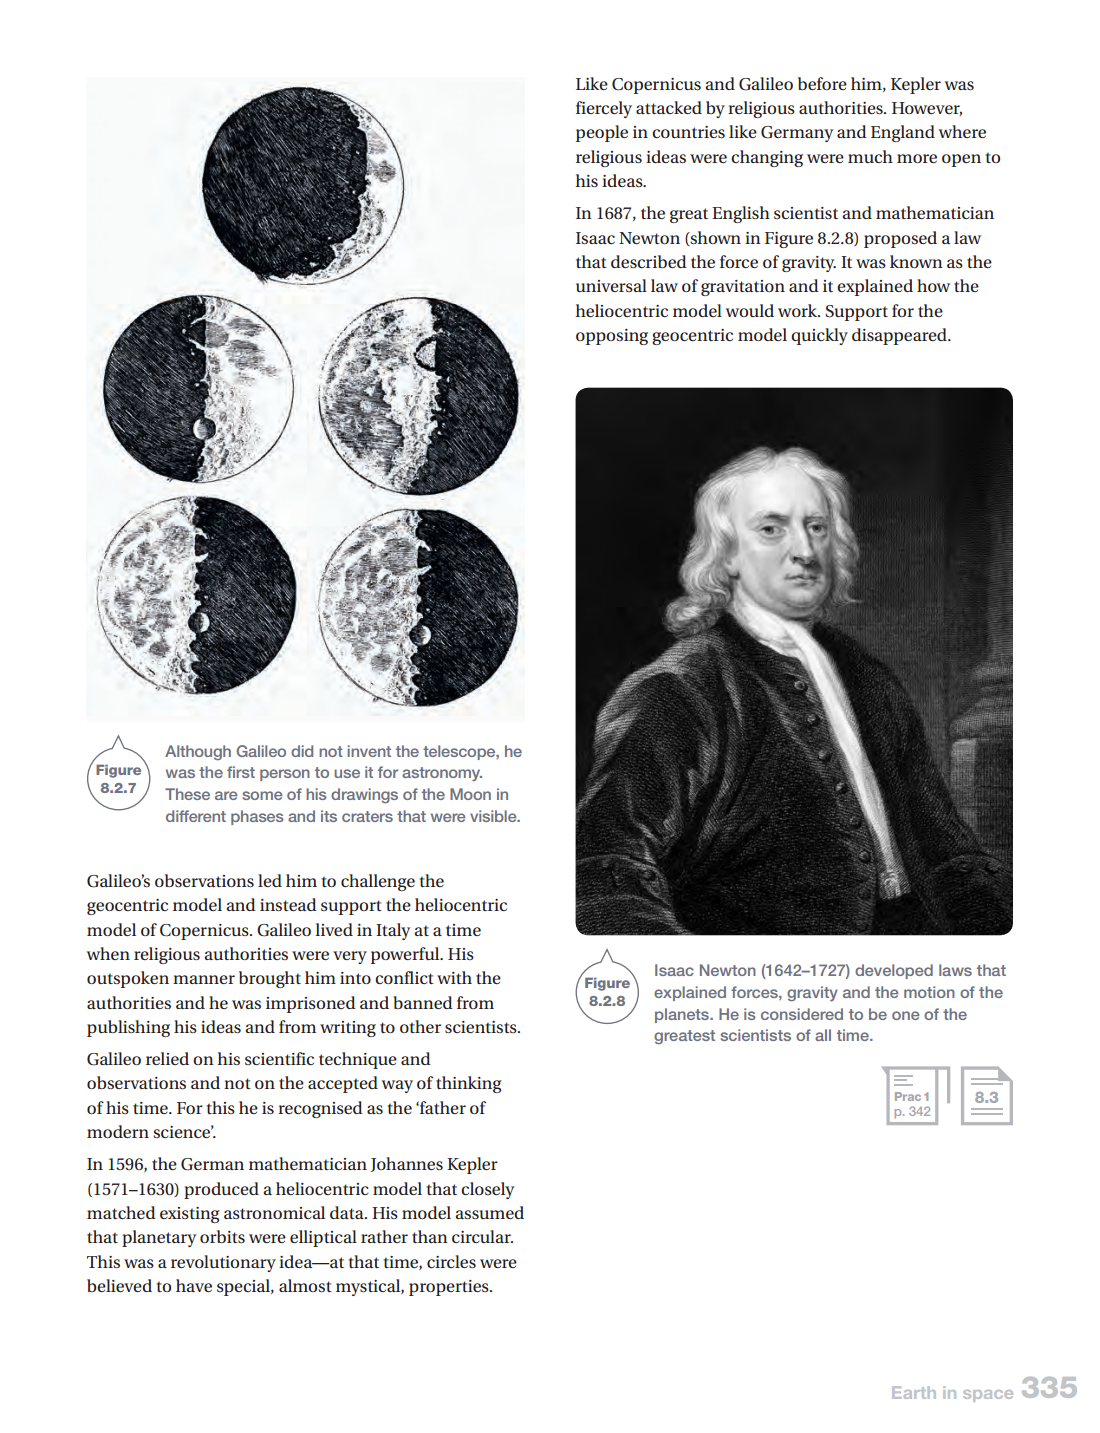 Figure
8.2.7
Although Galileo did not invent the telescope, he
was the first person to use it for astronomy.
These are some of his drawings of the Moon in
different phases and its craters that were visible.
Galileo’s observations led him to challenge the
geocentric model and instead support the heliocentric
model of Copernicus. Galileo lived in Italy at a time
when religious authorities were very powerful. His
outspoken manner brought him into conflict with the
authorities and he was imprisoned and banned from
publishing his ideas and from writing to other scientists.
Galileo relied on his scientific technique and
observations and not on the accepted way of thinking
of his time. For this he is recognised as the ‘father of
modern science’.
In 1596, the German mathematician Johannes Kepler
(1571–1630) produced a heliocentric model that closely
matched existing astronomical data. His model assumed
that planetary orbits were elliptical rather than circular.
This was a revolutionary idea—at that time, circles were
believed to have special, almost mystical, properties.
Like Copernicus and Galileo before him, Kepler was
fiercely attacked by religious authorities. However,
people in countries like Germany and England where
religious ideas were changing were much more open to
his ideas.
In 1687, the great English scientist and mathematician
Isaac Newton (shown in Figure 8.2.8) proposed a law
that described the force of gravity. It was known as the
universal law of gravitation and it explained how the
heliocentric model would work. Support for the
opposing geocentric model quickly disappeared.
Figure
8.2.8
Isaac Newton (1642–1727) developed laws that
explained forces, gravity and the motion of the
planets. He is considered to be one of the
greatest scientists of all time.
Prac 1
p. 342
8.3
Earth in space 335